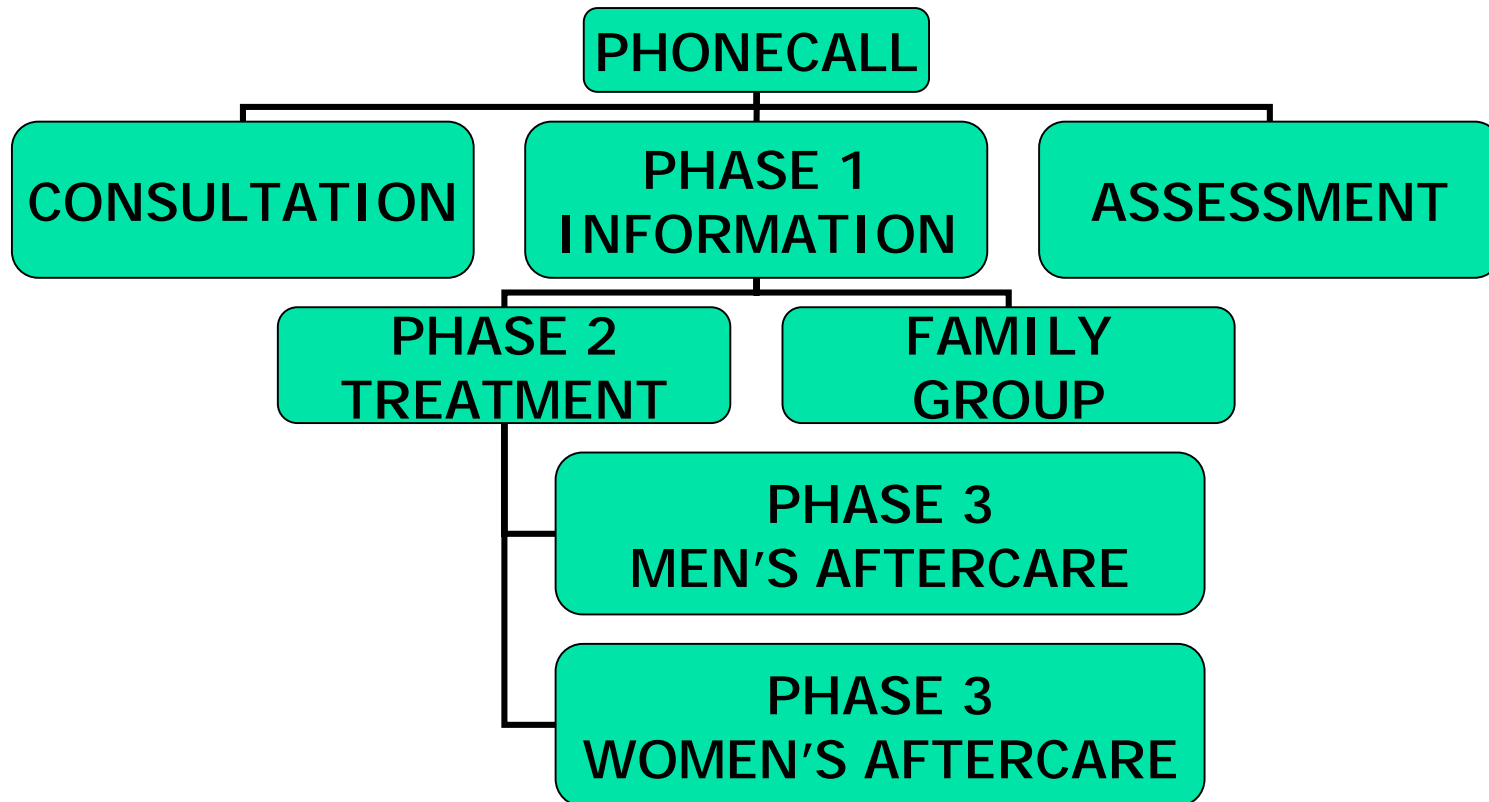 PHONECALL
CONSULTATION
PHASE 1
INFORMATION
ASSESSMENT
PHASE 2
TREATMENT
FAMILY
GROUP
PHASE 3
MEN’S AFTERCARE
PHASE 3
WOMEN’S AFTERCARE